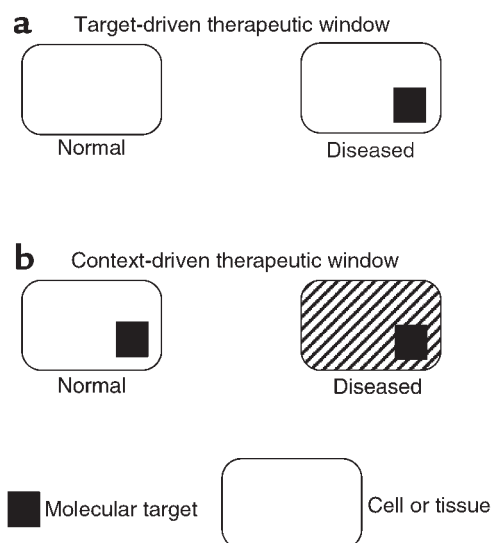 a Target-driven therapeutic window
Normal
Diseased
b Context-driven therapeutic window
Normal
Diseased
Molecular target
Cell or tissue